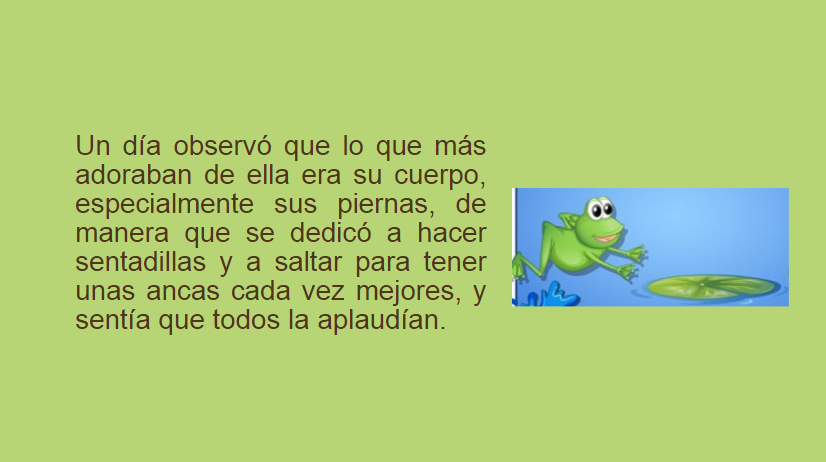 Un día observó que lo que más
adoraban de ella era su cuerpo,
especialmente sus piernas, de
manera que se dedicó a hacer
sentadillas y a saltar para tener
unas ancas cada vez mejores, y
sentía que todos la aplaudían.